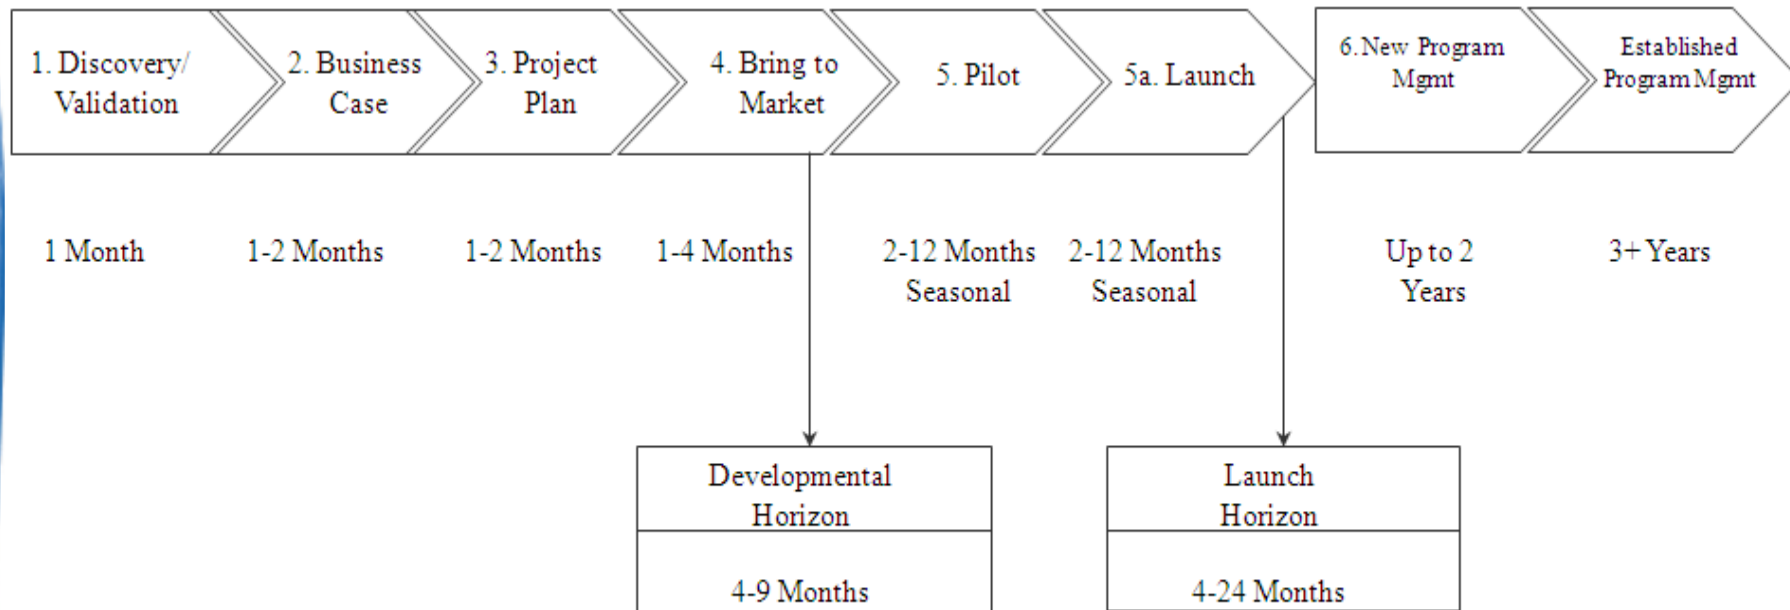 1. Discovery/
Validation
2. Business
Case
3. Project
Plan
4. Bring to
Market
5. Pilot
5a. Launch
6. New Program
Mgmt
Established
Program Mgmt
1 Month
1-2 Months
1-2 Months
1-4 Months
2-12 Months
Seasonal
2-12 Months
Seasonal
Up to 2
Years
3+ Years
Developmental
Horizon
4-9 Months
Launch
Horizon
4-24 Months